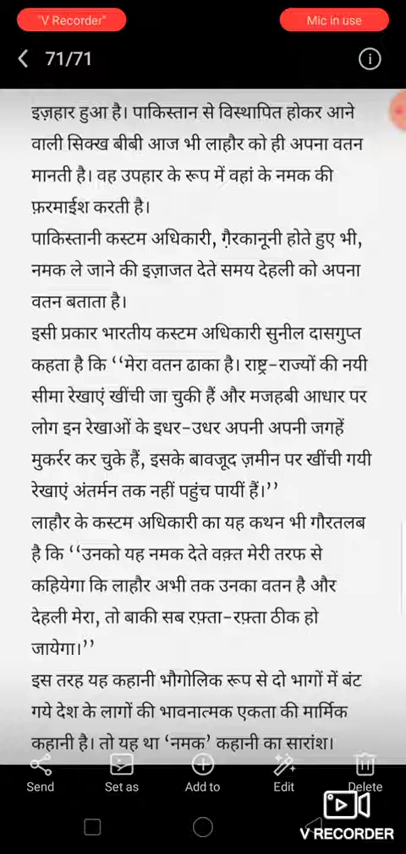 "V Recorder"
Mic in use
71/71
इज़हार हुआ है। पाकिस्तान से विस्थापित होकर आने
वाली सिक्ख बीबी आज भी लाहौर को ही अपना वतन
मानती है। वह उपहार के रूप में वहां के नमक की
फ़रमाईश करती है।
पाकिस्तानी कस्टम अधिकारी, गै़रकानूनी होते हुए भी,
नमक ले जाने की इज़ाजत देते समय देहली को अपना
वतन बताता है।
इसी प्रकार भारतीय कस्टम अधिकारी सुनील दासगुप्त
कहता है कि ‘‘मेरा वतन ढाका है। राष्ट्र-राज्यों की नयी
सीमा रेखाएं खींची जा चुकी हैं और मजहबी आधार पर
लोग इन रेखाओं के इधर-उधर अपनी अपनी जगहें
मुकर्रर कर चुके हैं, इसके बावजूद ज़मीन पर खींची गयी
रेखाएं अंतर्मन तक नहीं पहुंच पायीं हैं।’’
लाहौर के कस्टम अधिकारी का यह कथन भी गौरतलब
है कि ‘‘उनको यह नमक देते वक़्त मेरी तरफ से
कहियेगा कि लाहौर अभी तक उनका वतन है और
देहली मेरा, तो बाकी सब रफ़्ता-रफ़्ता ठीक हो
जायेगा।’’
इस तरह यह कहानी भौगोलिक रूप से दो भागों में बंट
गये देश के लागों की भावनात्मक एकता की मार्मिक
कहानी है। तो यह था ‘नमक’ कहानी का सारांश।
Send
Set as
Add to
Edit
Delete
V RECORDER